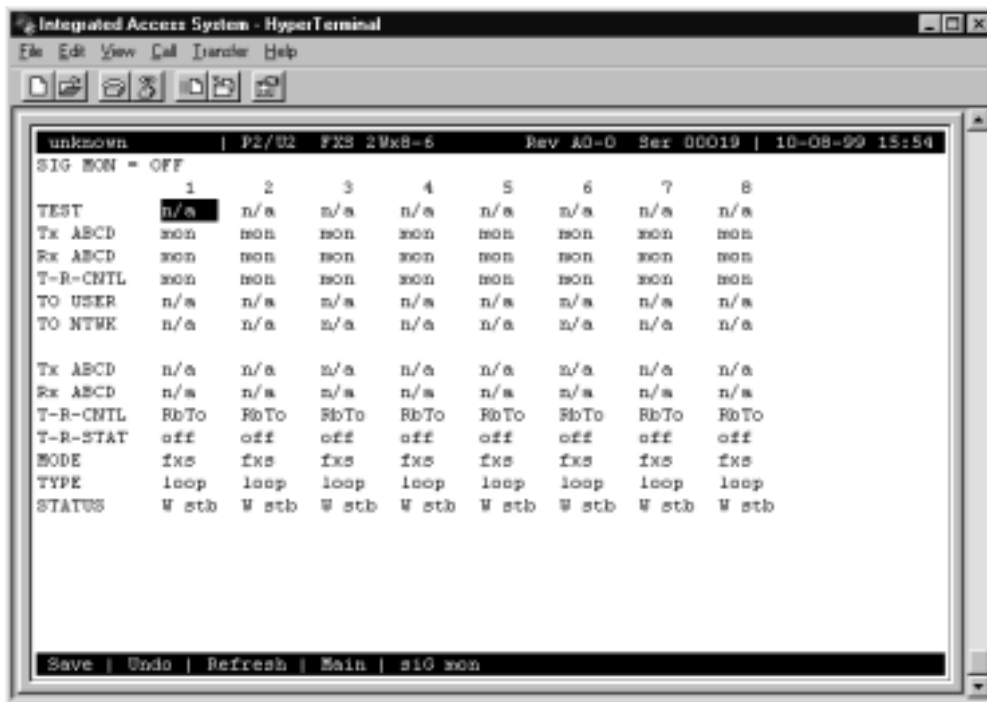 Integrated Access System - HyperTerminal
File Edit View Call Transfer Help
unknown | P2/U2 FXS 2Wx8-6 Rev A0-0 Ser 00019 | 10-08-99 15:54
SIG MON = OFF
1 2 3 4 5 6 7 8
TEST n/a n/a n/a n/a n/a n/a n/a n/a
Tx ABCD mon mon mon mon mon mon mon mon
Rx ABCD mon mon mon mon mon mon mon mon
T-R-CNTL mon mon mon mon mon mon mon mon
TO USER n/a n/a n/a n/a n/a n/a n/a n/a
TO NTWK n/a n/a n/a n/a n/a n/a n/a n/a
Tx ABCD n/a n/a n/a n/a n/a n/a n/a n/a
Rx ABCD n/a n/a n/a n/a n/a n/a n/a n/a
T-R-CNTL RbTo RbTo RbTo RbTo RbTo RbTo RbTo RbTo
T-R-STAT off off off off off off off off
MODE fxs fxs fxs fxs fxs fxs fxs fxs
TYPE loop loop loop loop loop loop loop loop
STATUS W stb W stb W stb W stb W stb W stb W stb W stb
Save | Undo | Refresh | Main | siG mon